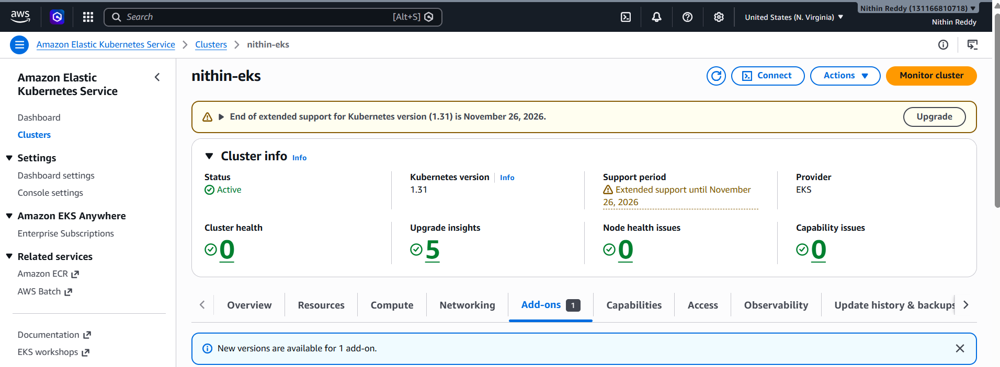 aws
Search
[Alt+S]
United States (N. Virginia)
Nithin Reddy (131166810718)
Nithin Reddy
Amazon Elastic Kubernetes Service
Clusters
nithin-eks
Amazon Elastic
Kubernetes Service
Dashboard
Clusters
Settings
Dashboard settings
Console settings
Amazon EKS Anywhere
Enterprise Subscriptions
Related services
Amazon ECR
AWS Batch
Documentation
EKS workshops
nithin-eks
Connect
Actions
Monitor cluster
End of extended support for Kubernetes version (1.31) is November 26, 2026.
Upgrade
Cluster info Info
Status
Active
Kubernetes version Info
1.31
Support period
Extended support until November
26, 2026
Provider
EKS
Cluster health
0
Upgrade insights
5
Node health issues
0
Capability issues
0
Overview
Resources
Compute
Networking
Add-ons 1
Capabilities
Access
Observability
Update history & backups
New versions are available for 1 add-on.